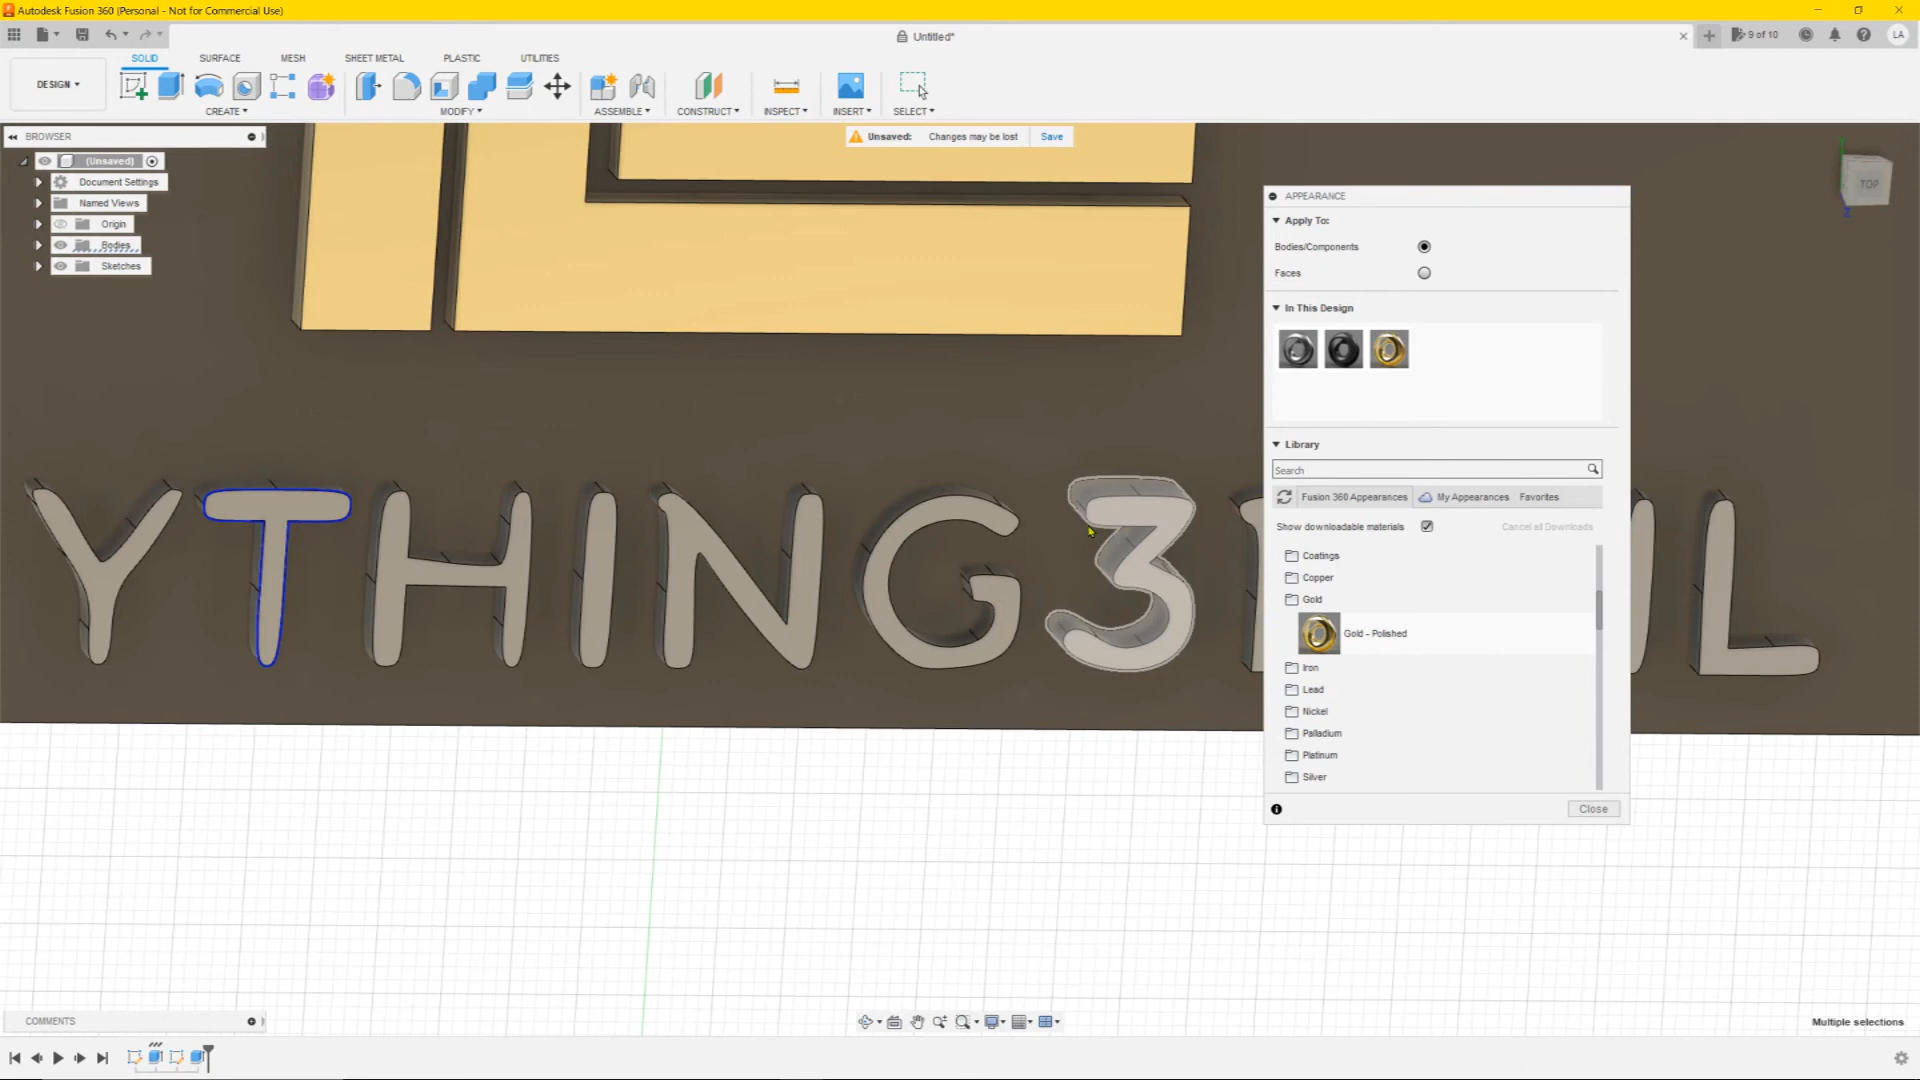 Autodesk Fusion 360 (Personal - Not for Commercial Use)
Untitled*
9 of 10
LA
DESIGN
SOLID
SURFACE
MESH
SHEET METAL
PLASTIC
UTILITIES
CREATE
MODIFY
ASSEMBLE
CONSTRUCT
INSPECT
INSERT
SELECT
BROWSER
Unsaved: Changes may be lost Save
(Unsaved)
Document Settings
Named Views
Origin
Bodies
Sketches
TOP
Z
APPEARANCE
Apply To:
Bodies/Components
Faces
In This Design
Library
Search
Fusion 360 Appearances
My Appearances
Favorites
Show downloadable materials
Cancel all Downloads
Coatings
Copper
Gold
Gold - Polished
Iron
Lead
Nickel
Palladium
Platinum
Silver
Close
YTHING3
L
COMMENTS
Multiple selections